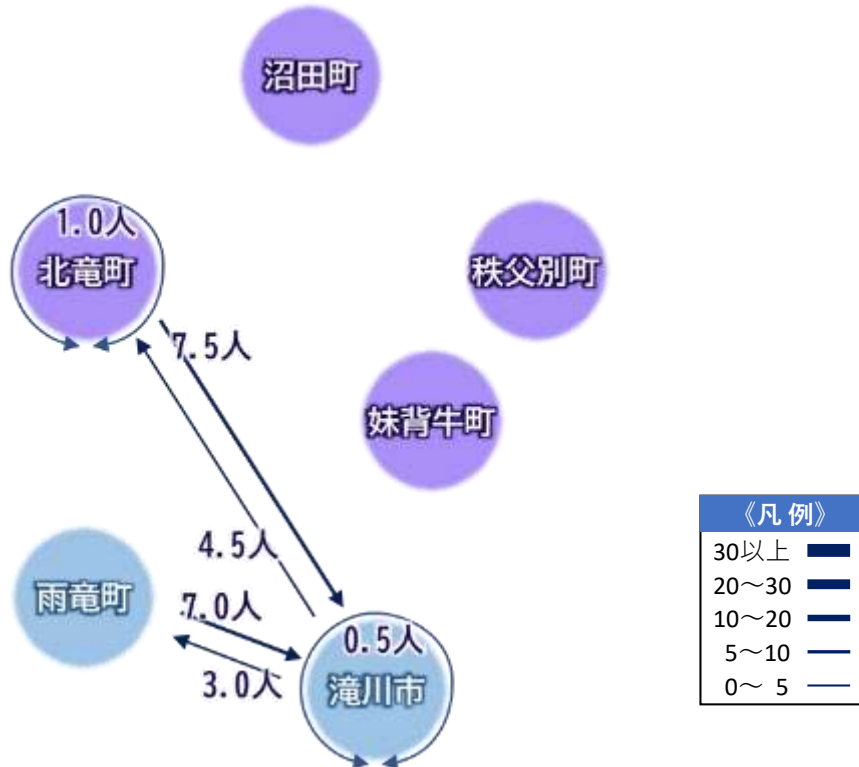 沼田町
1.0人
北竜町
秩父別町
7.5人
妹背牛町
4.5人
雨竜町
7.0人
3.0人
0.5人
滝川市
《凡 例》
30以上
20～30
10～20
5～10
0～ 5